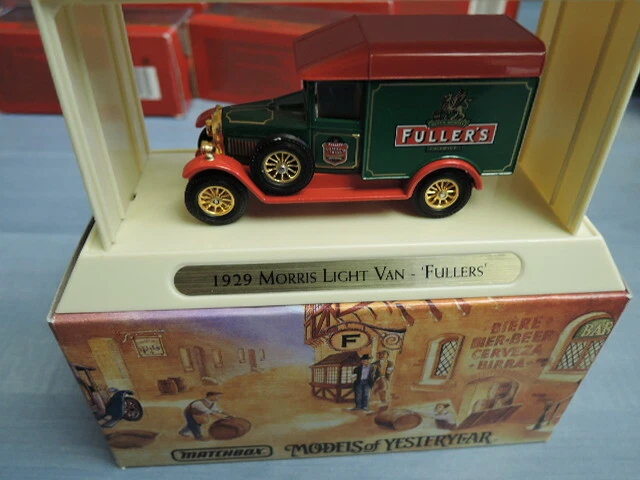 FULLER'S
1929 MORRIS LIGHT VAN - 'FULLERS'
F
BIERE
BIER·BEER
CERVEZA
·BIRRA·
BAR
MATCHBOX
MODELS of YESTERYEAR